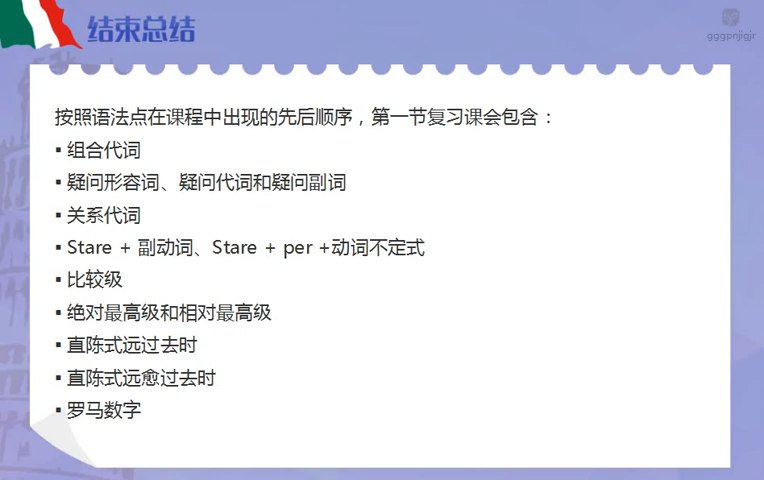 结束总结
gggpnjigjr
按照语法点在课程中出现的先后顺序，第一节复习课会包含：
▪ 组合代词
▪ 疑问形容词、疑问代词和疑问副词
▪ 关系代词
▪ Stare + 副动词、Stare + per +动词不定式
▪ 比较级
▪ 绝对最高级和相对最高级
▪ 直陈式远过去时
▪ 直陈式远愈过去时
▪ 罗马数字